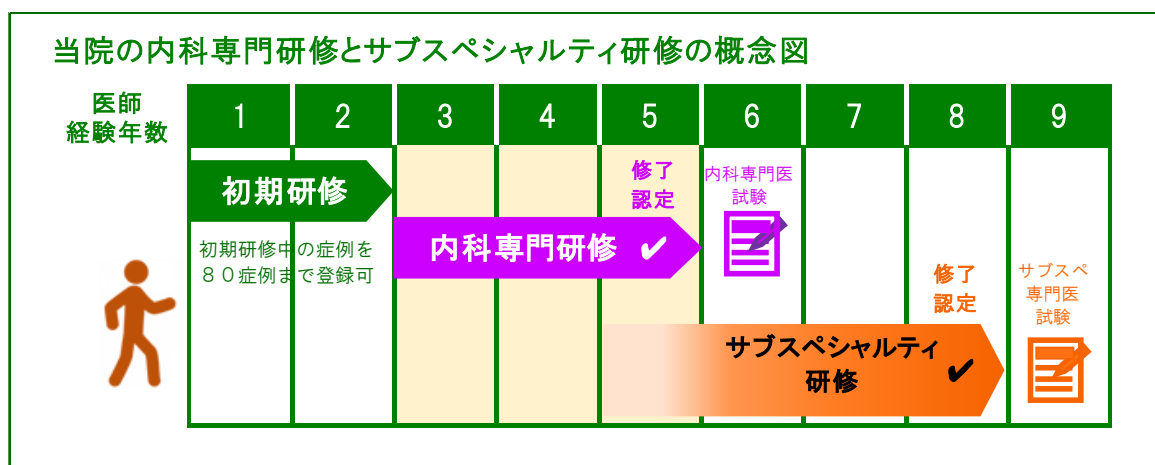 当院の内科専門研修とサブスペシャルティ研修の概念図
医師
経験年数
1 2 3 4 5 6 7 8 9
初期研修
初期研修中の症例を
８０症例まで登録可
修了
認定
内科専門研修 ✔
内科専門医
試験
修了
認定
サブスペシャルティ
研修 ✔
サブスペ
専門医
試験